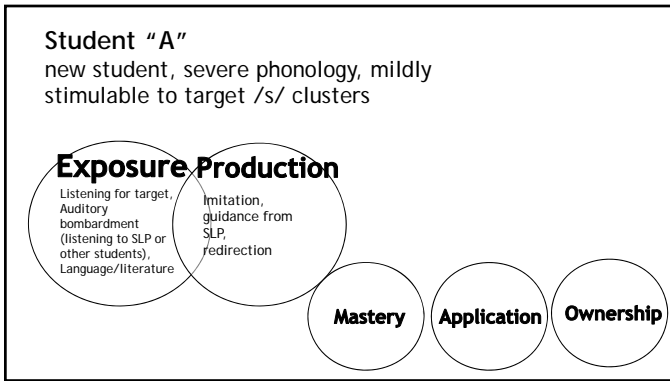 Student “A”
new student, severe phonology, mildly
stimulable to target /s/ clusters
Exposure
Listening for target,
Auditory
bombardment
(listening to SLP or
other students),
Language/literature
Production
Imitation,
guidance from
SLP,
redirection
Mastery
Application
Ownership